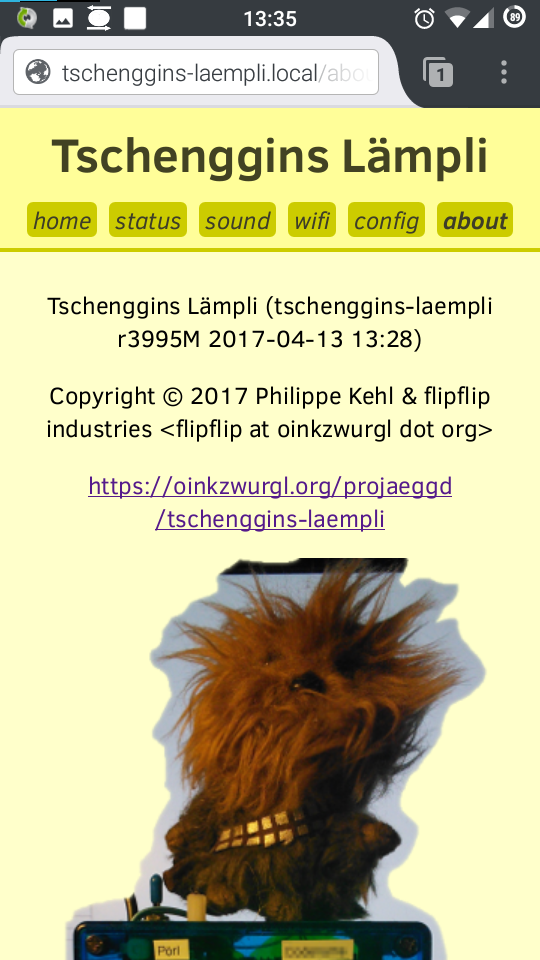 13:35
89
tschenggins-laempli.local/abou
1
Tschenggins Lämpli
home status sound wifi config about
Tschenggins Lämpli (tschenggins-laempli
r3995M 2017-04-13 13:28)
Copyright © 2017 Philippe Kehl & flipflip
industries <flipflip at oinkzwurgl dot org>
https://oinkzwurgl.org/projaeggd
/tschenggins-laempli
Pöri